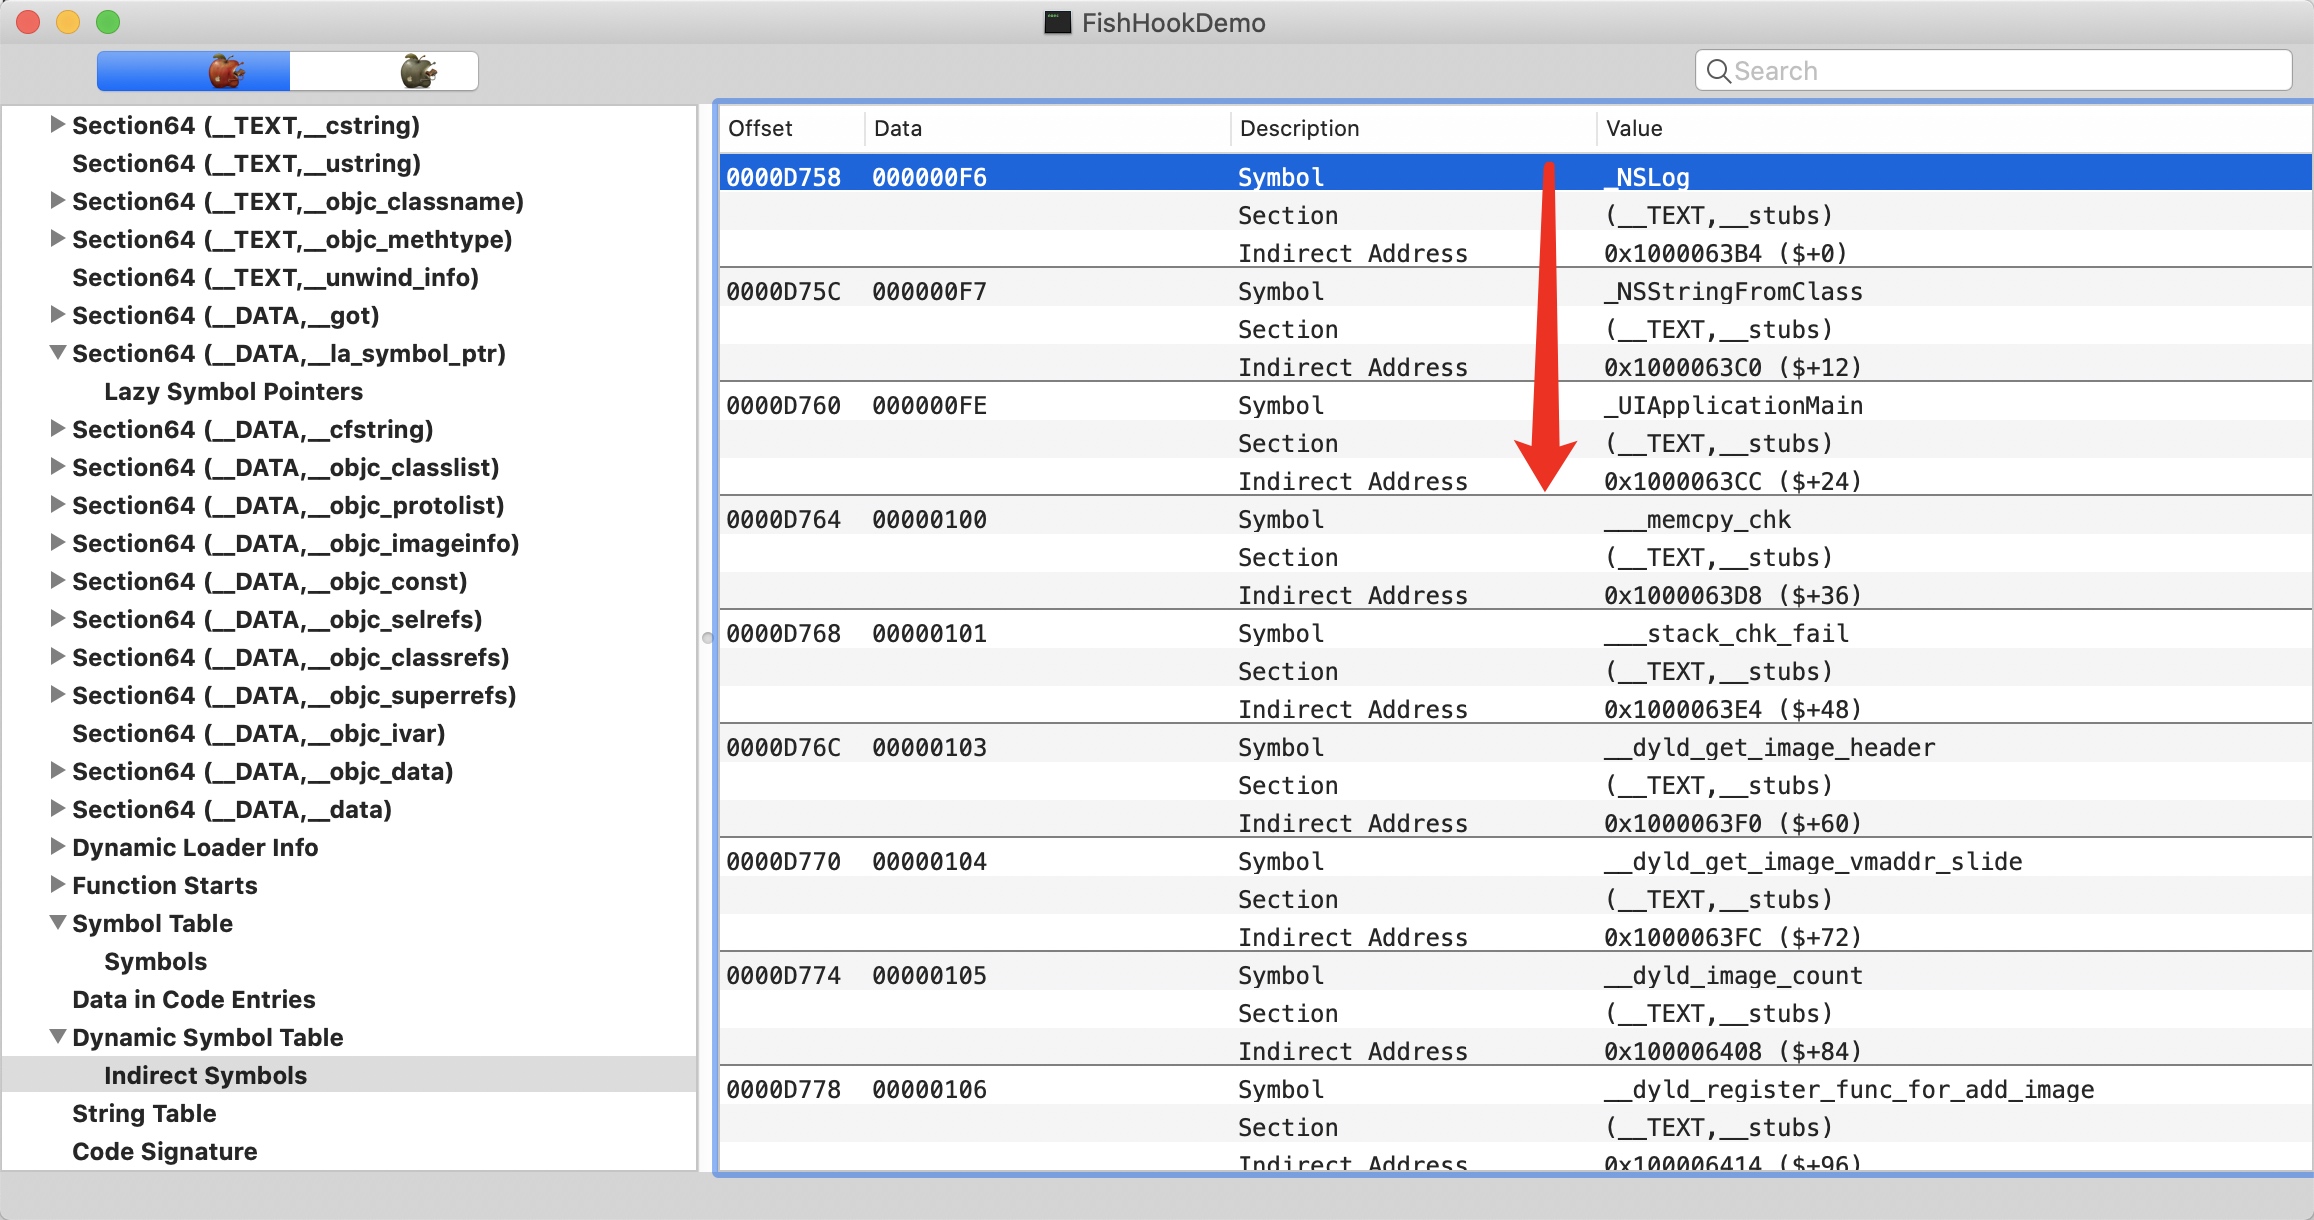 FishHookDemo
Search
Section64 (__TEXT,__cstring)
Section64 (__TEXT,__ustring)
Section64 (__TEXT,__objc_classname)
Section64 (__TEXT,__objc_methtype)
Section64 (__TEXT,__unwind_info)
Section64 (__DATA,__got)
Section64 (__DATA,__la_symbol_ptr)
Lazy Symbol Pointers
Section64 (__DATA,__cfstring)
Section64 (__DATA,__objc_classlist)
Section64 (__DATA,__objc_protolist)
Section64 (__DATA,__objc_imageinfo)
Section64 (__DATA,__objc_const)
Section64 (__DATA,__objc_selrefs)
Section64 (__DATA,__objc_classrefs)
Section64 (__DATA,__objc_superrefs)
Section64 (__DATA,__objc_ivar)
Section64 (__DATA,__objc_data)
Section64 (__DATA,__data)
Dynamic Loader Info
Function Starts
Symbol Table
Symbols
Data in Code Entries
Dynamic Symbol Table
Indirect Symbols
String Table
Code Signature
Offset Data Description Value
0000D758 000000F6 Symbol _NSLog
Section (__TEXT,__stubs)
Indirect Address 0x1000063B4 ($+0)
0000D75C 000000F7 Symbol _NSStringFromClass
Section (__TEXT,__stubs)
Indirect Address 0x1000063C0 ($+12)
0000D760 000000FE Symbol _UIApplicationMain
Section (__TEXT,__stubs)
Indirect Address 0x1000063CC ($+24)
0000D764 00000100 Symbol ___memcpy_chk
Section (__TEXT,__stubs)
Indirect Address 0x1000063D8 ($+36)
0000D768 00000101 Symbol ___stack_chk_fail
Section (__TEXT,__stubs)
Indirect Address 0x1000063E4 ($+48)
0000D76C 00000103 Symbol __dyld_get_image_header
Section (__TEXT,__stubs)
Indirect Address 0x1000063F0 ($+60)
0000D770 00000104 Symbol __dyld_get_image_vmaddr_slide
Section (__TEXT,__stubs)
Indirect Address 0x1000063FC ($+72)
0000D774 00000105 Symbol __dyld_image_count
Section (__TEXT,__stubs)
Indirect Address 0x100006408 ($+84)
0000D778 00000106 Symbol __dyld_register_func_for_add_image
Section (__TEXT,__stubs)
Indirect Address 0x100006414 ($+96)